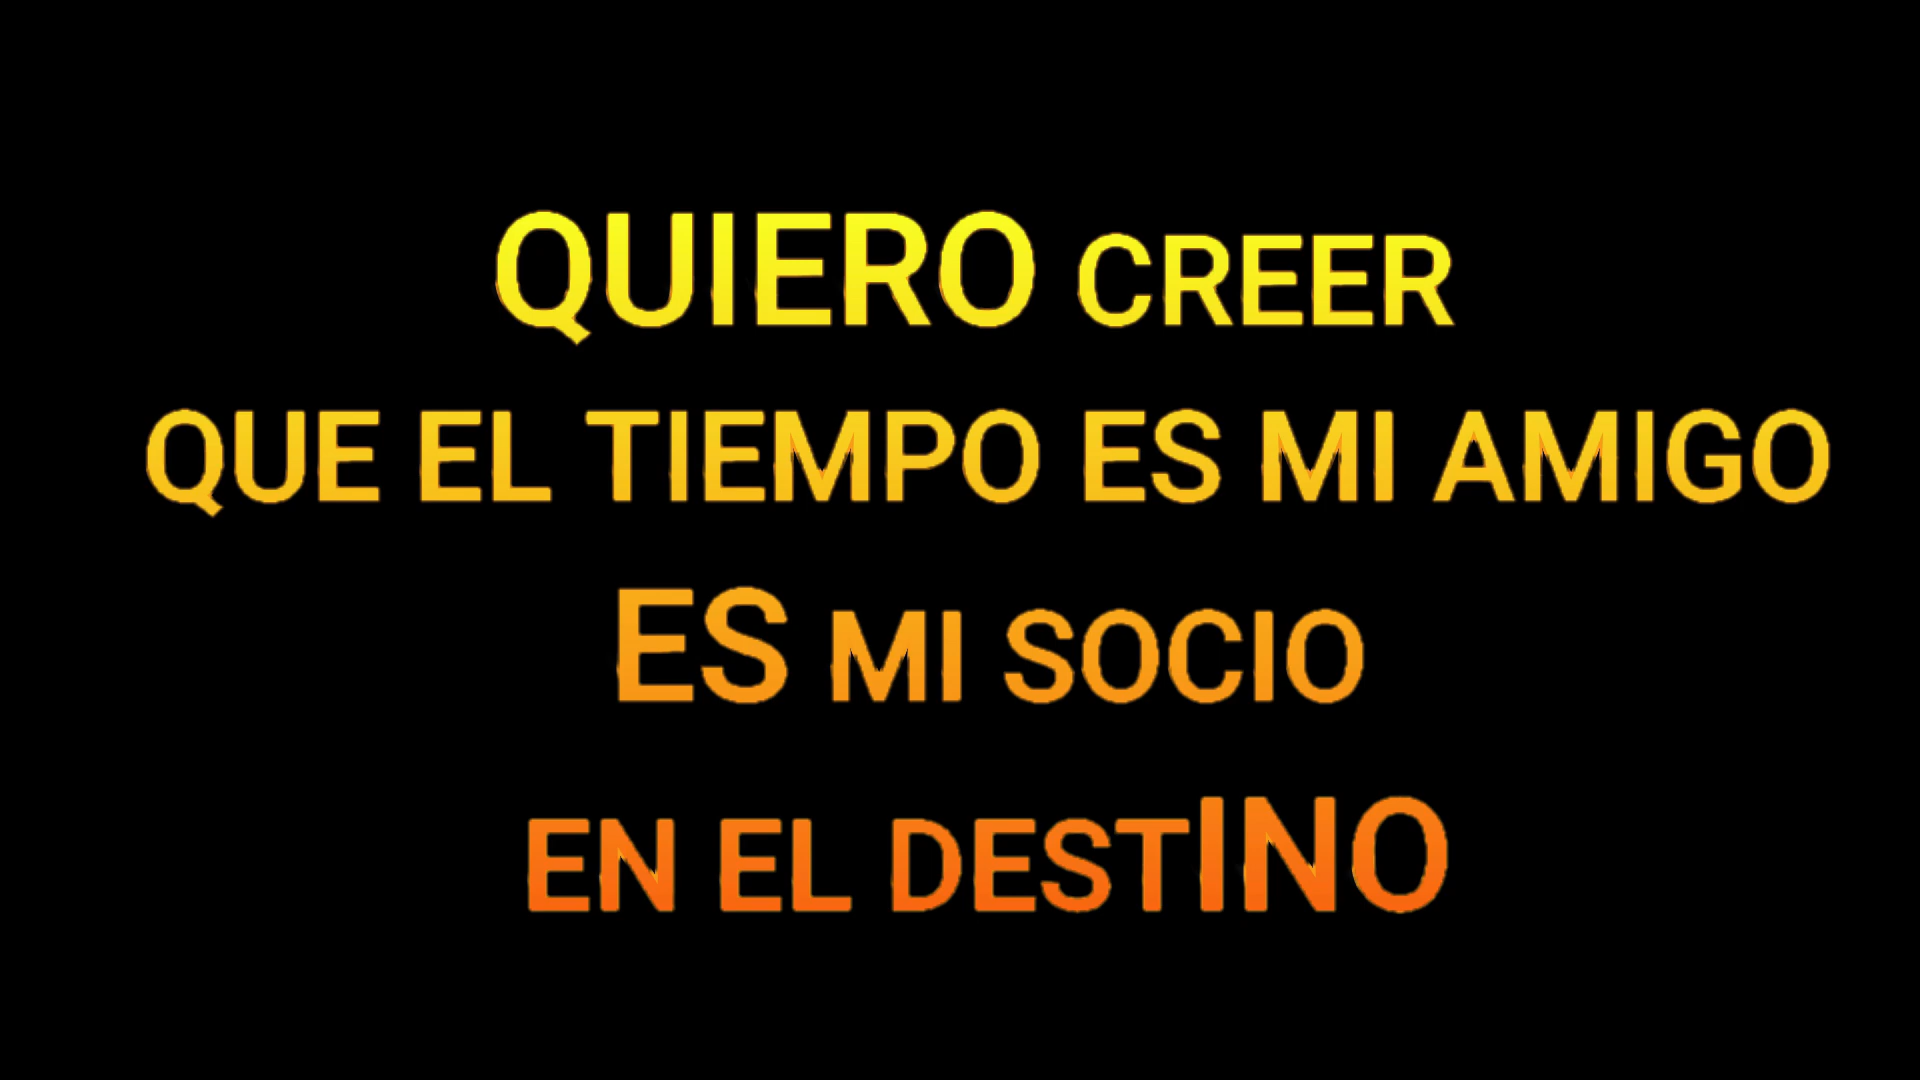 QUIERO CREER
QUE EL TIEMPO ES MI AMIGO
ES MI SOCIO
EN EL DESTINO